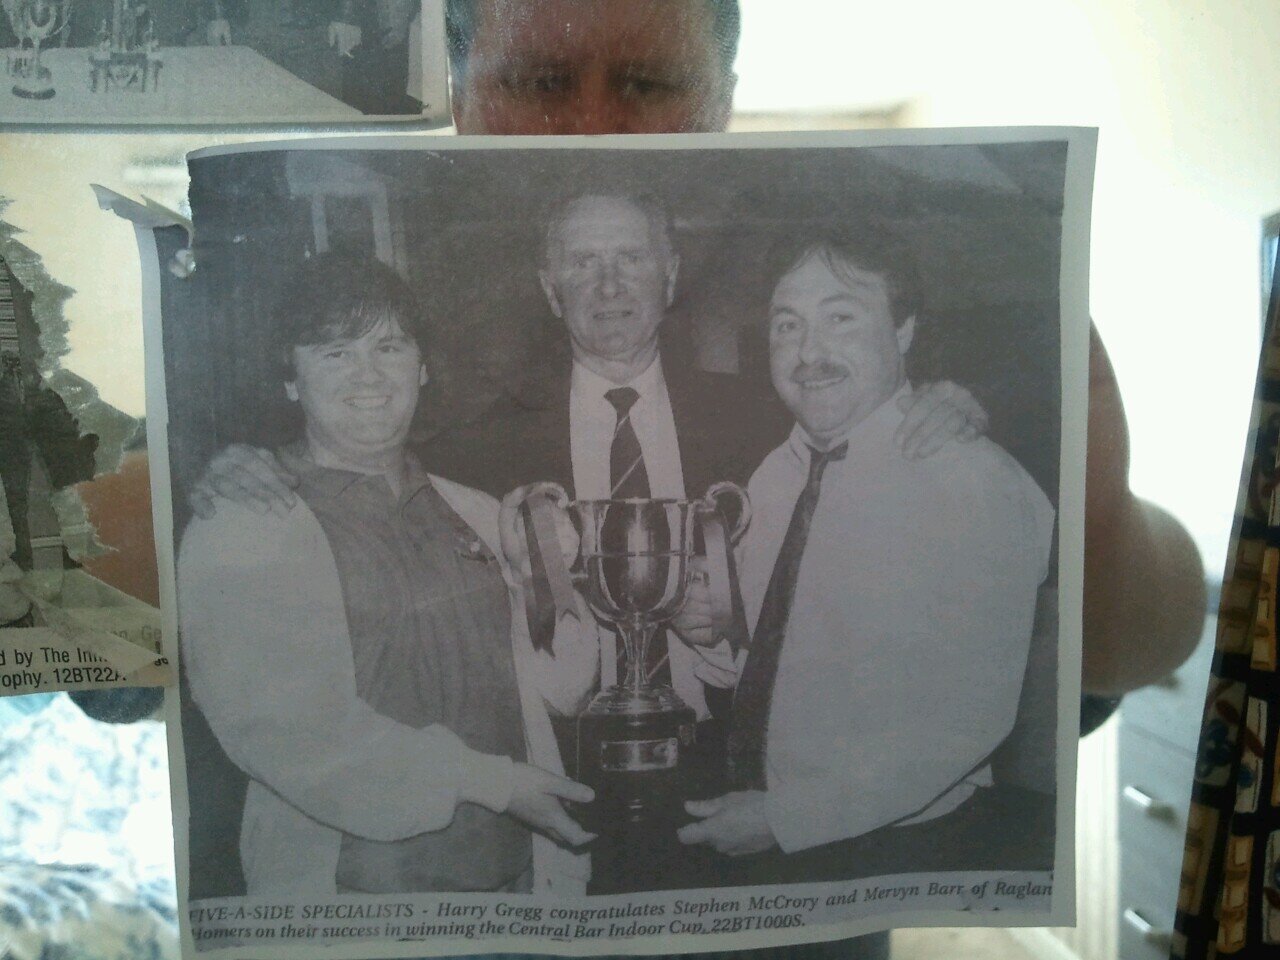 d by The Inn
ophy. 12BT22A.
FIVE-A-SIDE SPECIALISTS - Harry Gregg congratulates Stephen McCrory and Mervyn Barr of Raglan
Homers on their success in winning the Central Bar Indoor Cup. 22BT1000S.